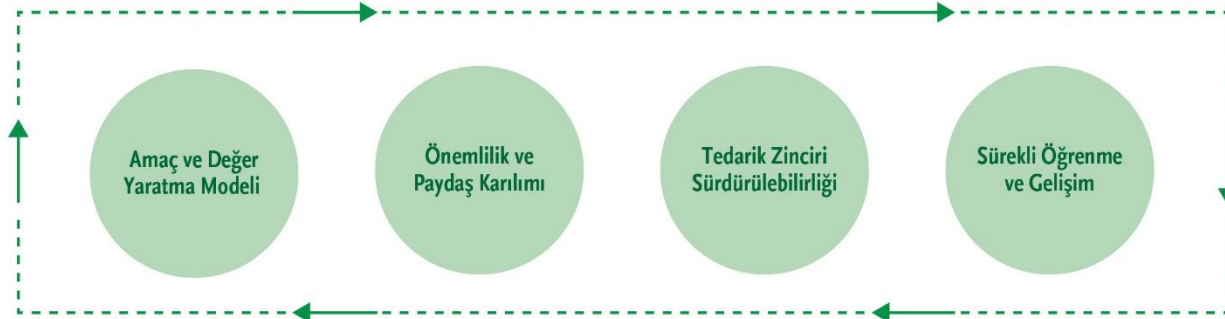 Amaç ve Değer
Yaratma Modeli
Önemlilik ve
Paydaş Karılımı
Tedarik Zinciri
Sürdürülebilirliği
Sürekli Öğrenme
ve Gelişim